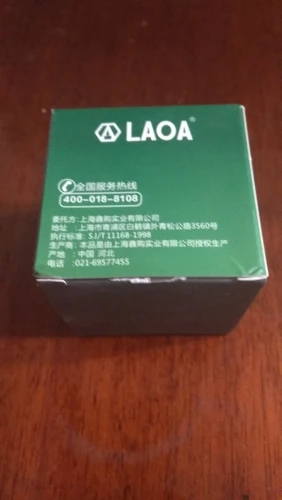 LAOA
全国服务热线
400-018-8108
委托方: 上海鑫购实业有限公司
地址 : 上海市青浦区白鹤镇外青松公路3560号
执行标准: SJ/T 11168-1998
生产商: 本品是由上海鑫购实业有限公司授权生产
产地 : 中国 河北
电话 : 021-69577455